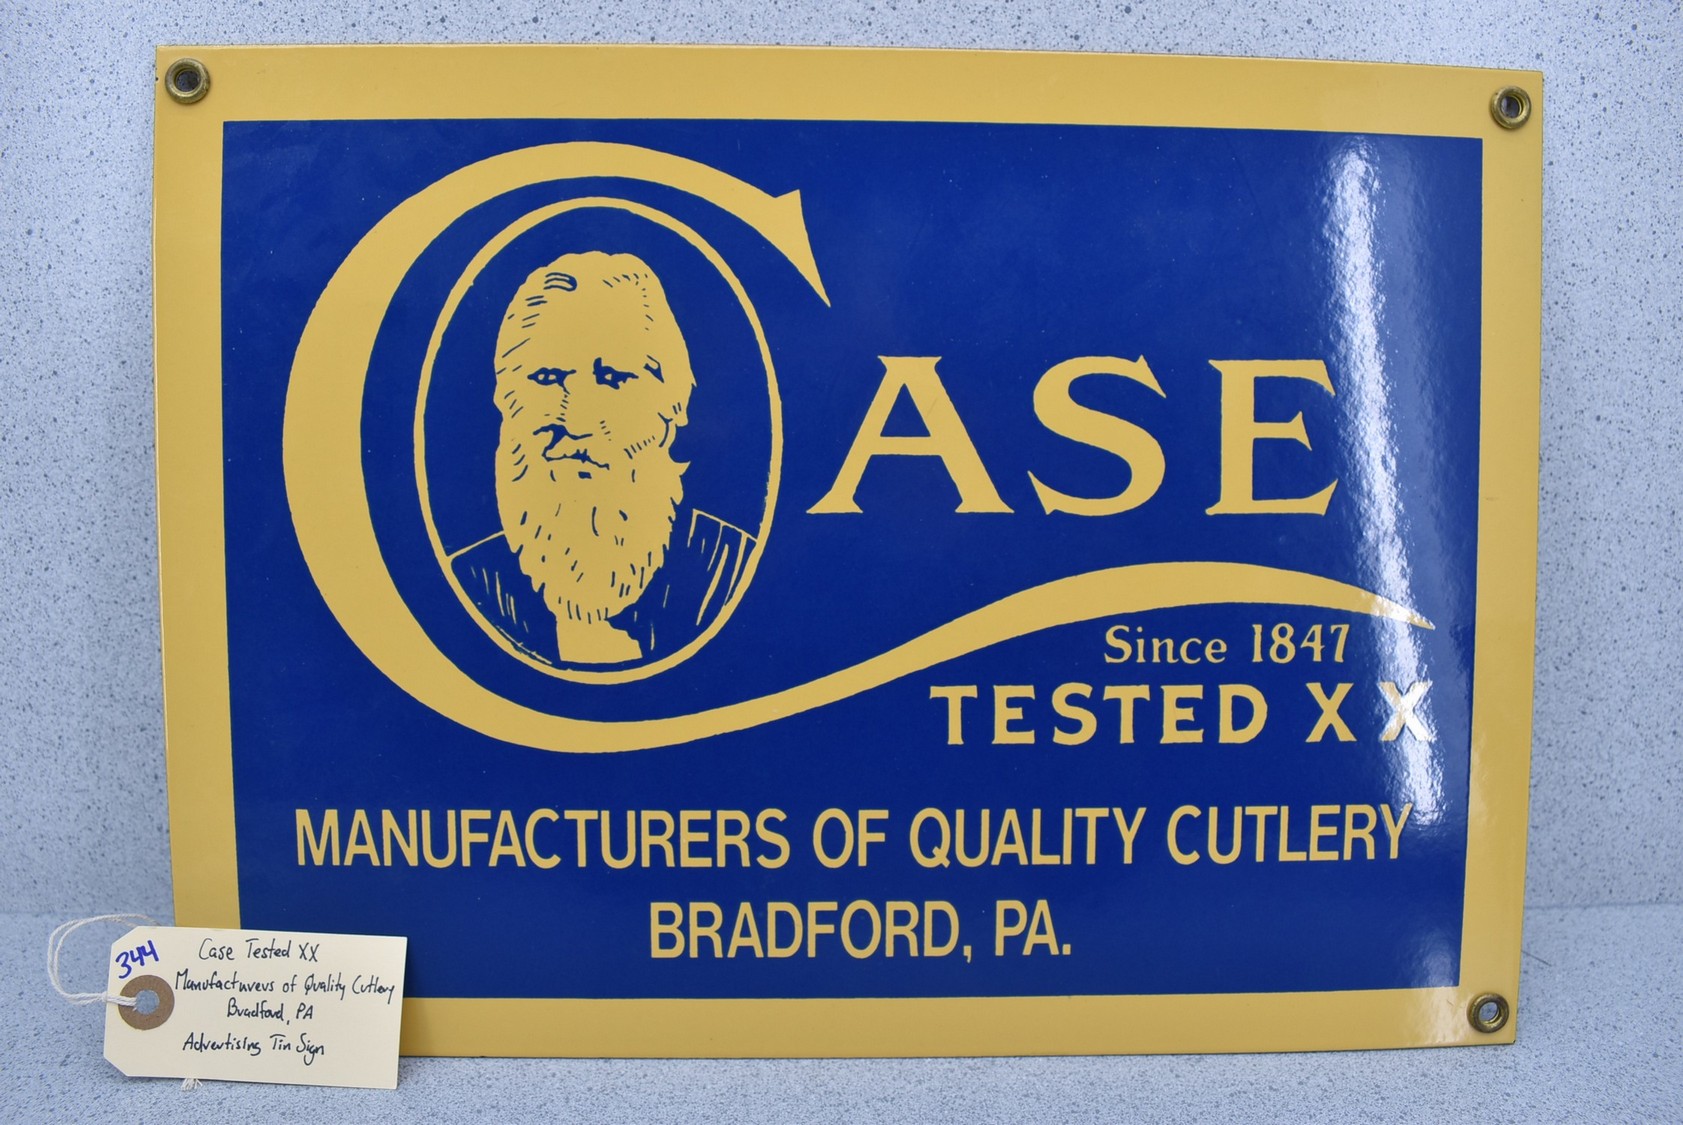 CASE
Since 1847
TESTED XX
MANUFACTURERS OF QUALITY CUTLERY
BRADFORD, PA.
344
Case Tested XX
Manufacturers of Quality Cutlery
Bradford, PA
Advertising Tin Sign